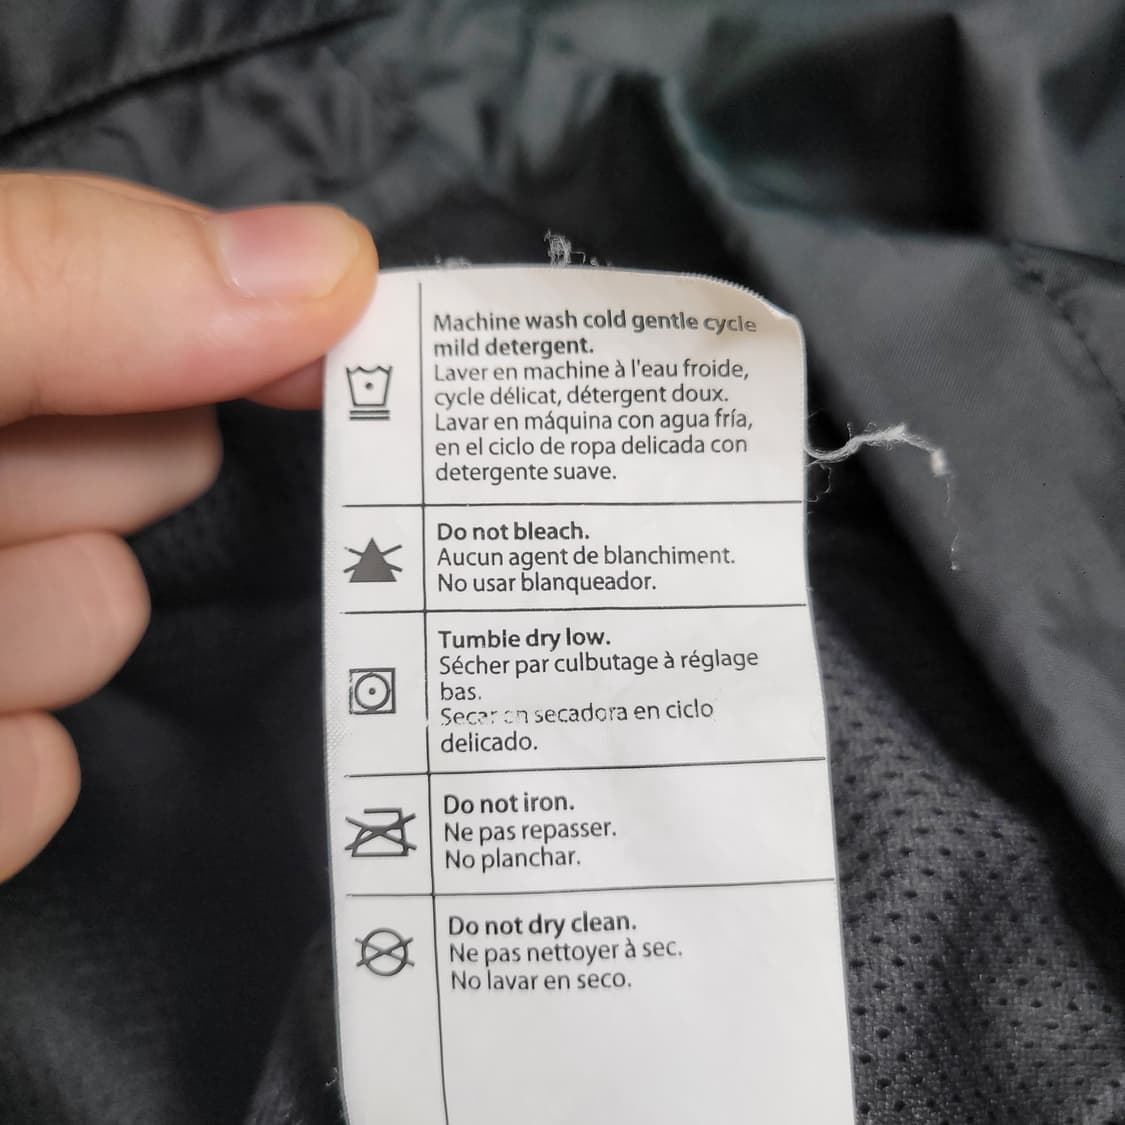 Machine wash cold gentle cycle
mild detergent.
Laver en machine à l'eau froide,
cycle délicat, détergent doux.
Lavar en máquina con agua fría,
en el ciclo de ropa delicada con
detergente suave.
Do not bleach.
Aucun agent de blanchiment.
No usar blanqueador.
Tumble dry low.
Sécher par culbutage à réglage
bas.
Secar en secadora en ciclo
delicado.
Do not iron.
Ne pas repasser.
No planchar.
Do not dry clean.
Ne pas nettoyer à sec.
No lavar en seco.